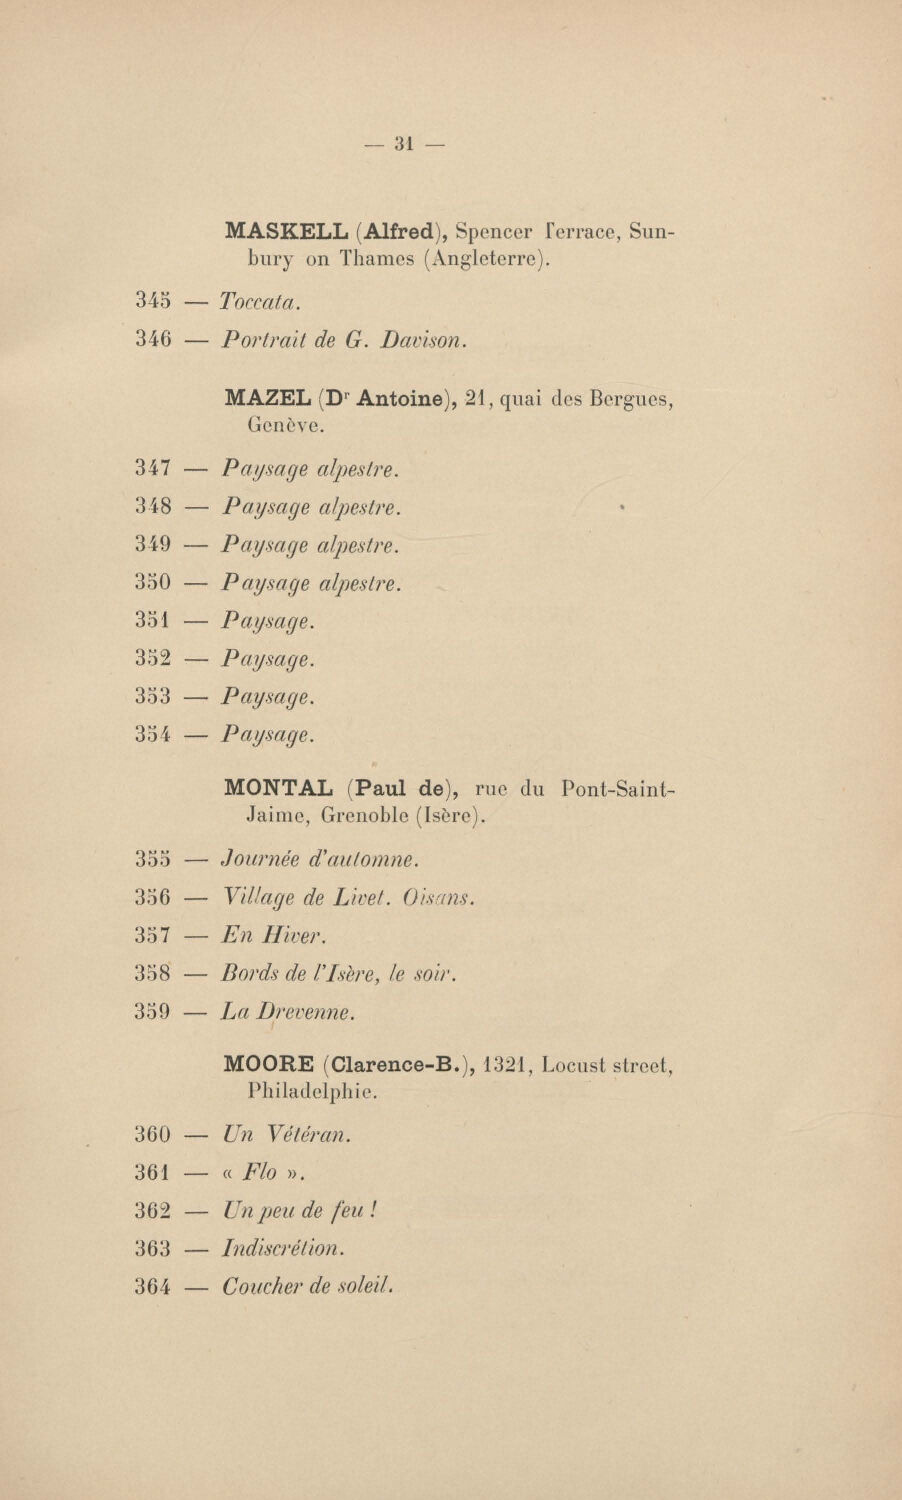 — 31 —
MASKELL (Alfred), Spencer Terrace, Sun-
bury on Thames (Angleterre).
345 — Toccata.
346 — Portrait de G. Davison.
MAZEL (Dr Antoine), 21, quai des Bergues,
Genève.
347 — Paysage alpestre.
348 — Paysage alpestre.
349 — Paysage alpestre.
350 — Paysage alpestre.
351 — Paysage.
352 — Paysage.
353 — Paysage.
354 — Paysage.
MONTAL (Paul de), rue du Pont-Saint-
Jaime, Grenoble (Isère).
355 — Journée d'automne.
356 — Village de Livet. Oisans.
357 — En Hiver.
358 — Bords de l'Isère, le soir.
359 — La Drevenne.
MOORE (Clarence-B.), 1321, Locust street,
Philadelphie.
360 — Un Vétéran.
361 — « Flo ».
362 — Un peu de feu !
363 — Indiscrétion.
364 — Coucher de soleil.